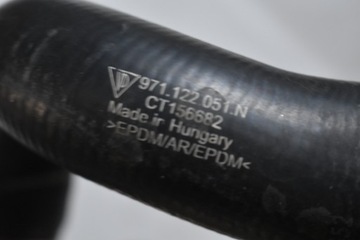 971.122 051.N
CT156682
Made in Hungary
>EPDM/AR/EPDM<